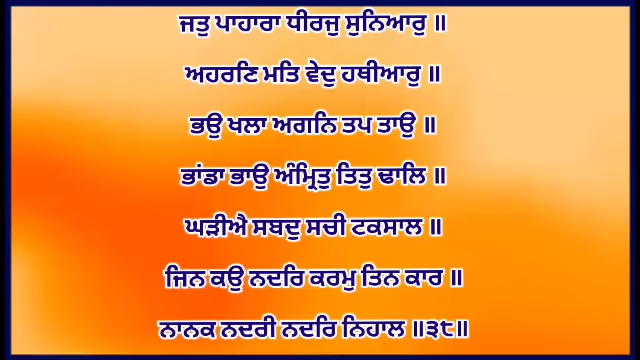 ਜਤੁ ਪਾਹਾਰਾ ਧੀਰਜੁ ਸੁਨਿਆਰੁ ॥
ਅਹਰਣਿ ਮਤਿ ਵੇਦੁ ਹਥੀਆਰੁ ॥
ਭਉ ਖਲਾ ਅਗਨਿ ਤਪ ਤਾਉ ॥
ਭਾਂਡਾ ਭਾਉ ਅੰਮ੍ਰਿਤੁ ਤਿਤੁ ਢਾਲਿ ॥
ਘੜੀਐ ਸਬਦੁ ਸਚੀ ਟਕਸਾਲ ॥
ਜਿਨ ਕਉ ਨਦਰਿ ਕਰਮੁ ਤਿਨ ਕਾਰ ॥
ਨਾਨਕ ਨਦਰੀ ਨਦਰਿ ਨਿਹਾਲ ॥੩੮॥